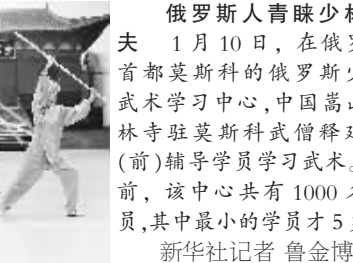 俄罗斯人青睐少林
夫 1月10日，在俄罗
首都莫斯科的俄罗斯少
武术学习中心，中国嵩山
林寺驻莫斯科武僧释延
(前)辅导学员学习武术。
前，该中心共有1000名
员，其中最小的学员才5岁
新华社记者 鲁金博